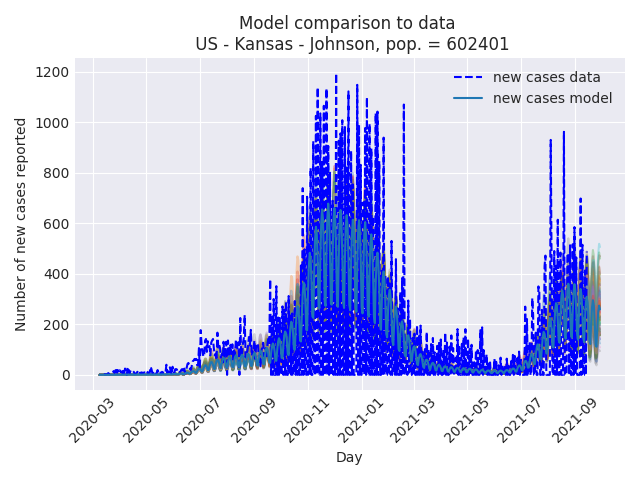 Model comparison to data
US - Kansas - Johnson, pop. = 602401
Number of new cases reported
1200
1000
800
600
400
200
0
new cases data
new cases model
2020-03
2020-05
2020-07
2020-09
2020-11
2021-01
2021-03
2021-05
2021-07
2021-09
Day